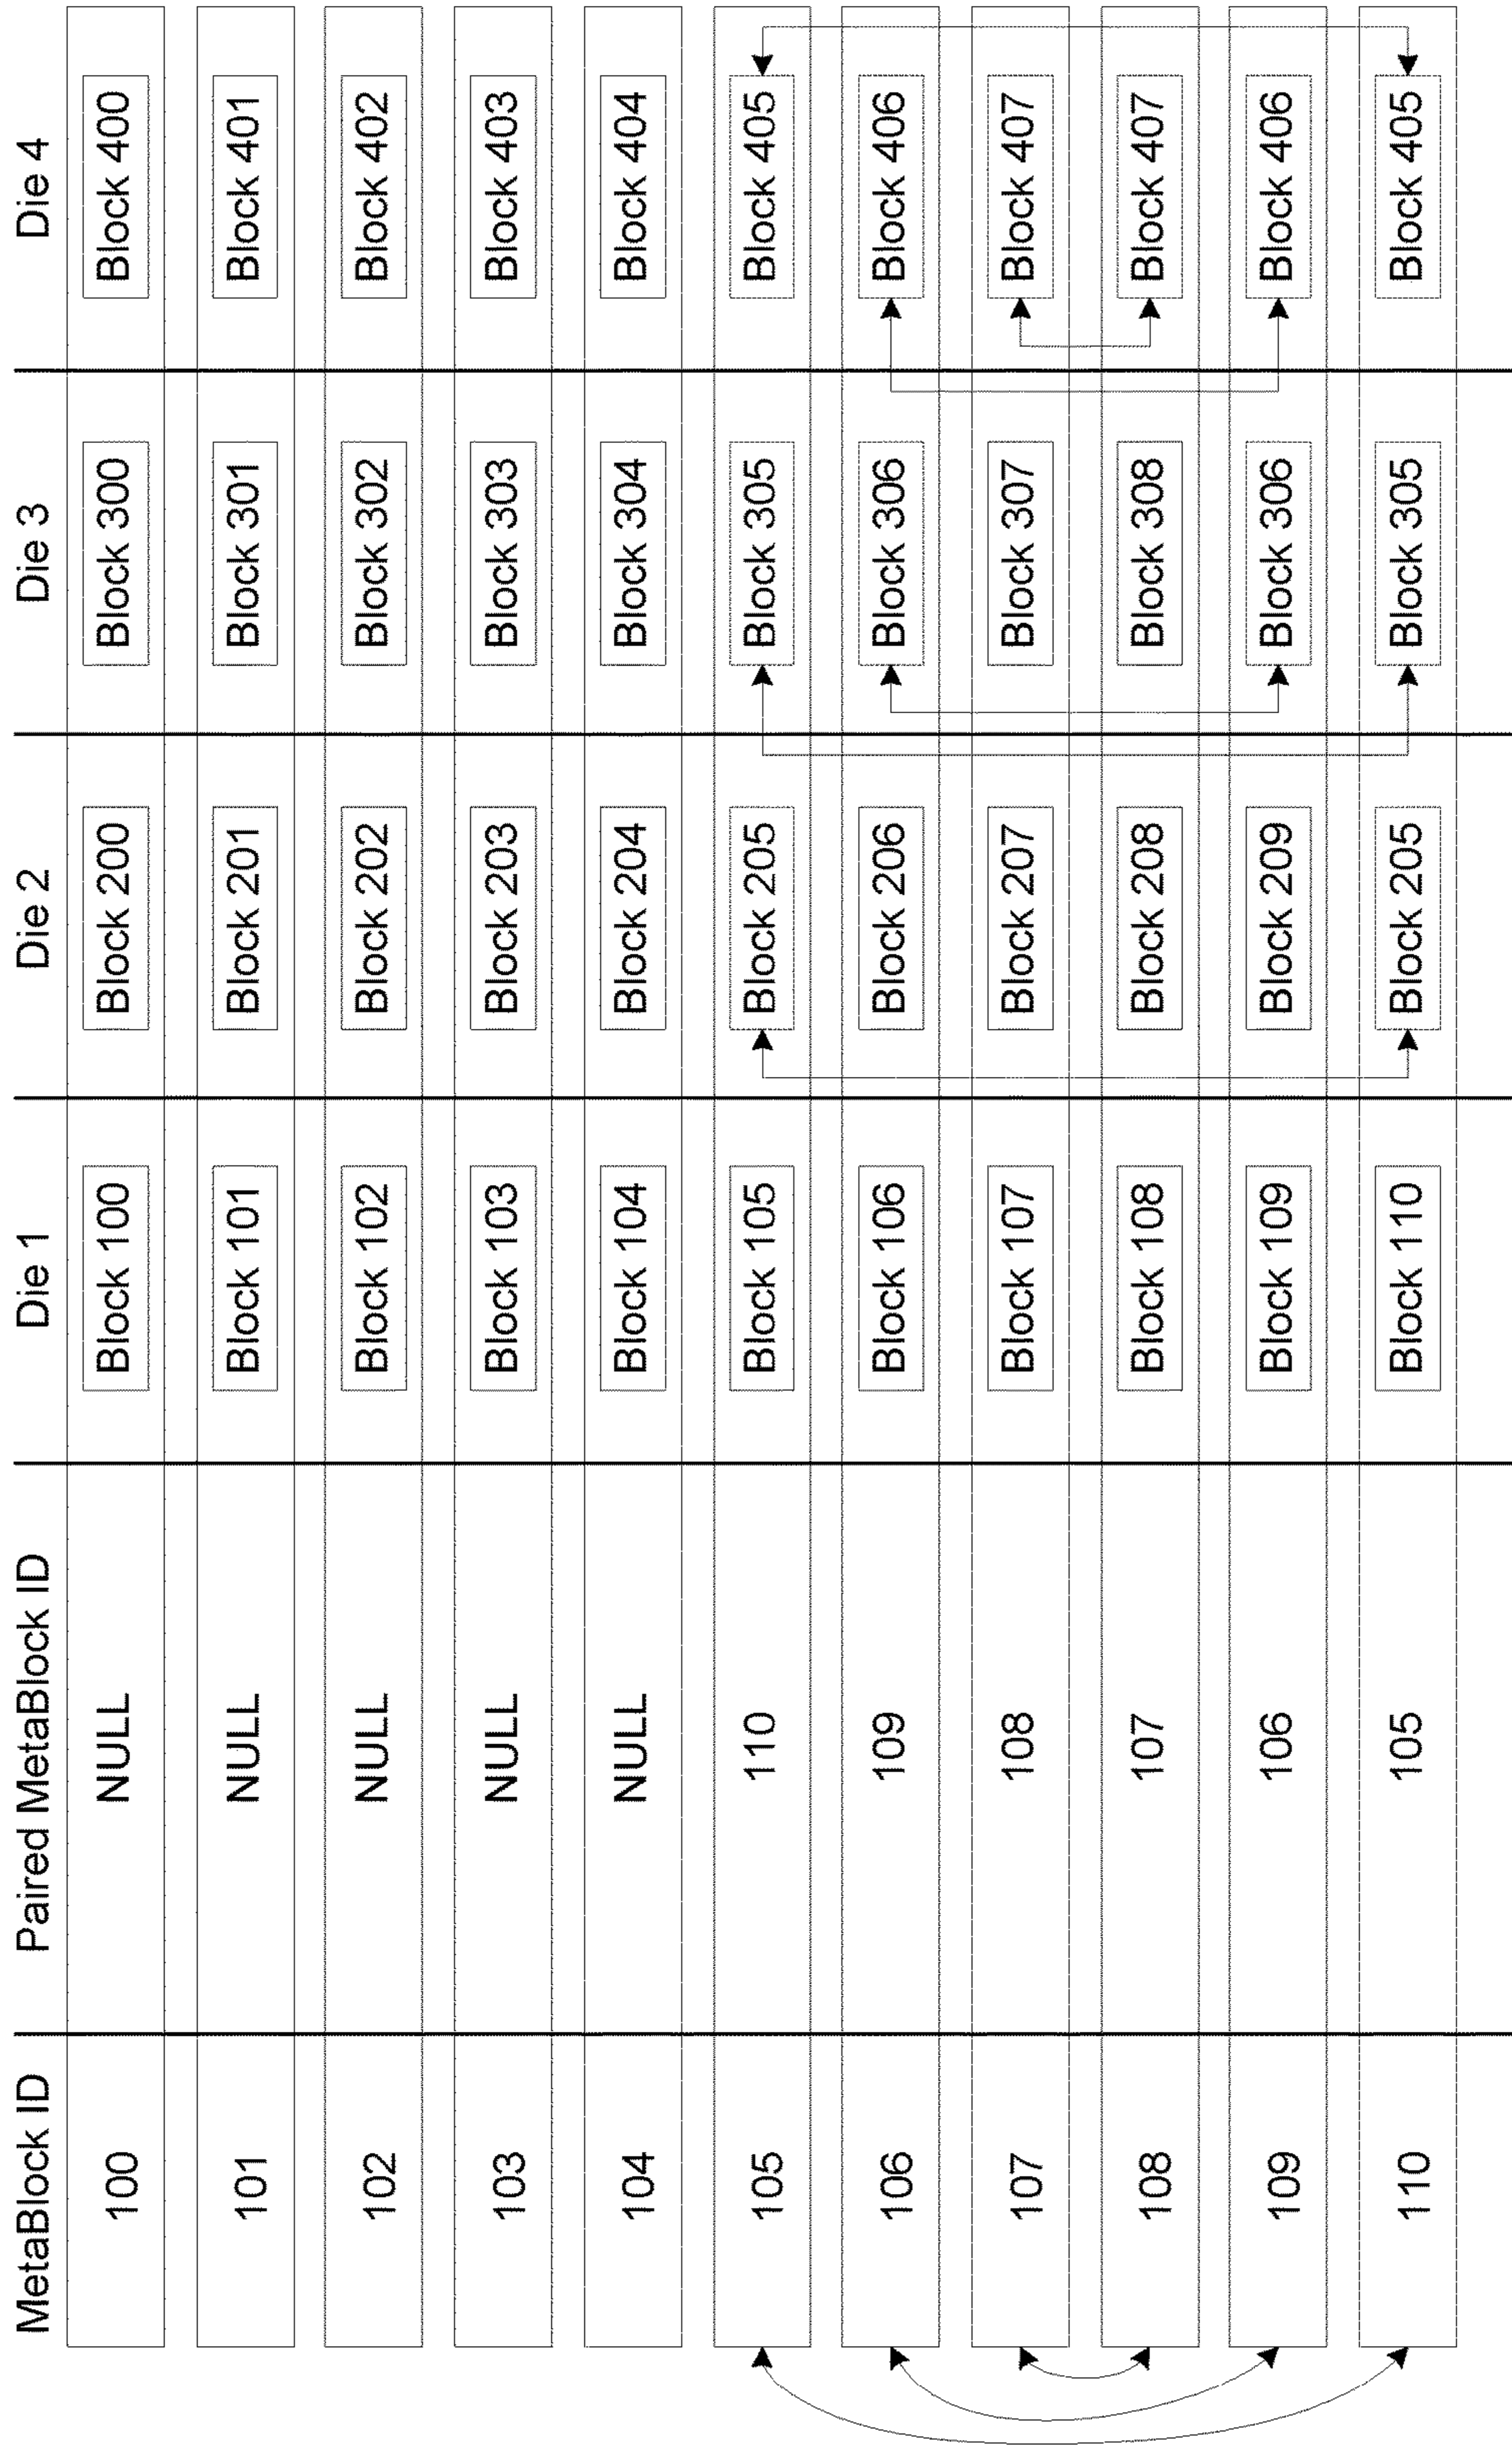 MetaBlock ID Paired MetaBlock ID Die 1 Die 2 Die 3 Die 4
100 NULL Block 100 Block 200 Block 300 Block 400
101 NULL Block 101 Block 201 Block 301 Block 401
102 NULL Block 102 Block 202 Block 302 Block 402
103 NULL Block 103 Block 203 Block 303 Block 403
104 NULL Block 104 Block 204 Block 304 Block 404
105 110 Block 105 Block 205 Block 305 Block 405
106 109 Block 106 Block 206 Block 306 Block 406
107 108 Block 107 Block 207 Block 307 Block 407
108 107 Block 108 Block 208 Block 308 Block 407
109 106 Block 109 Block 209 Block 306 Block 406
110 105 Block 110 Block 205 Block 305 Block 405